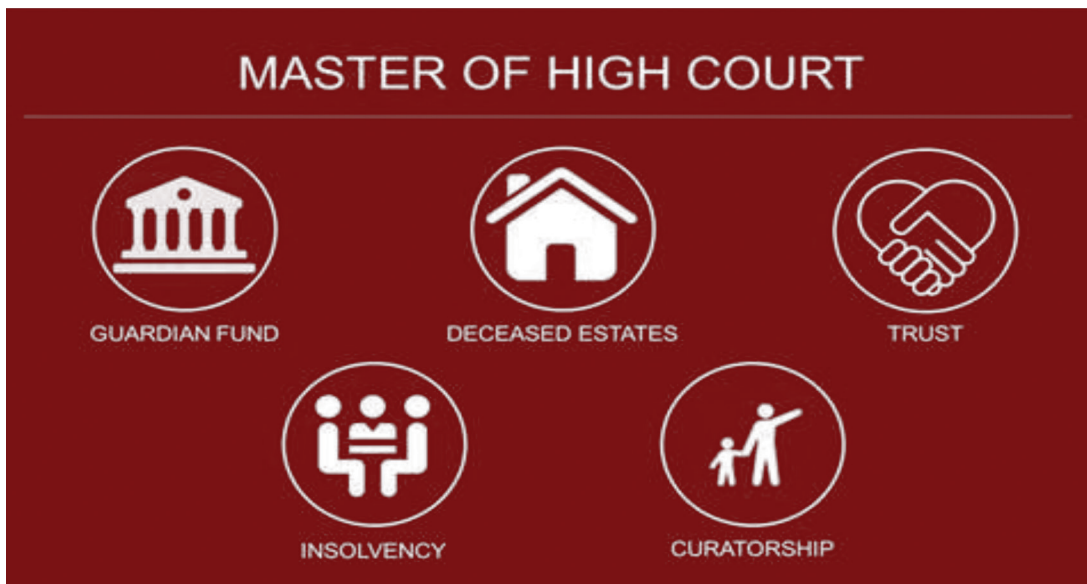 MASTER OF HIGH COURT
GUARDIAN FUND
DECEASED ESTATES
TRUST
INSOLVENCY
CURATORSHIP